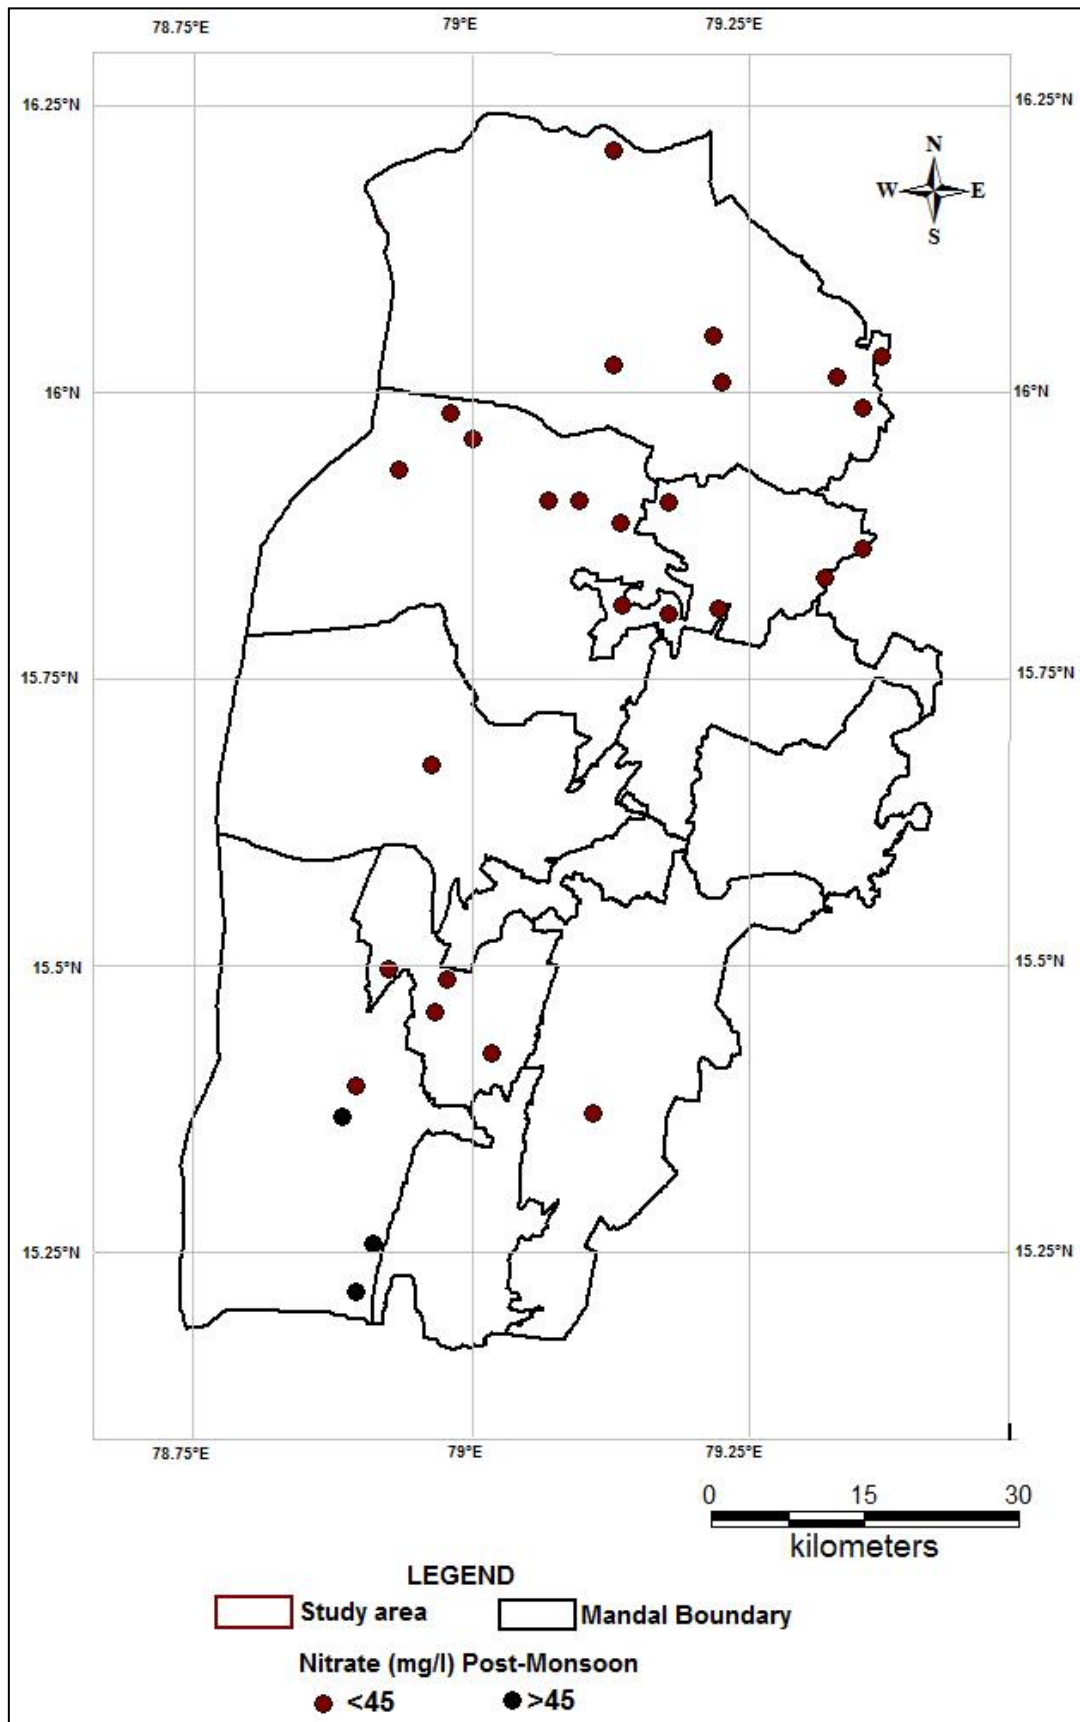 78.75°E 79°E 79.25°E
16.25°N 16.25°N
N
W E
S
16°N 16°N
15.75°N 15.75°N
15.5°N 15.5°N
15.25°N 15.25°N
78.75°E 79°E 79.25°E
0 15 30
kilometers
LEGEND
Study area Mandal Boundary
Nitrate (mg/l) Post-Monsoon
<45 >45